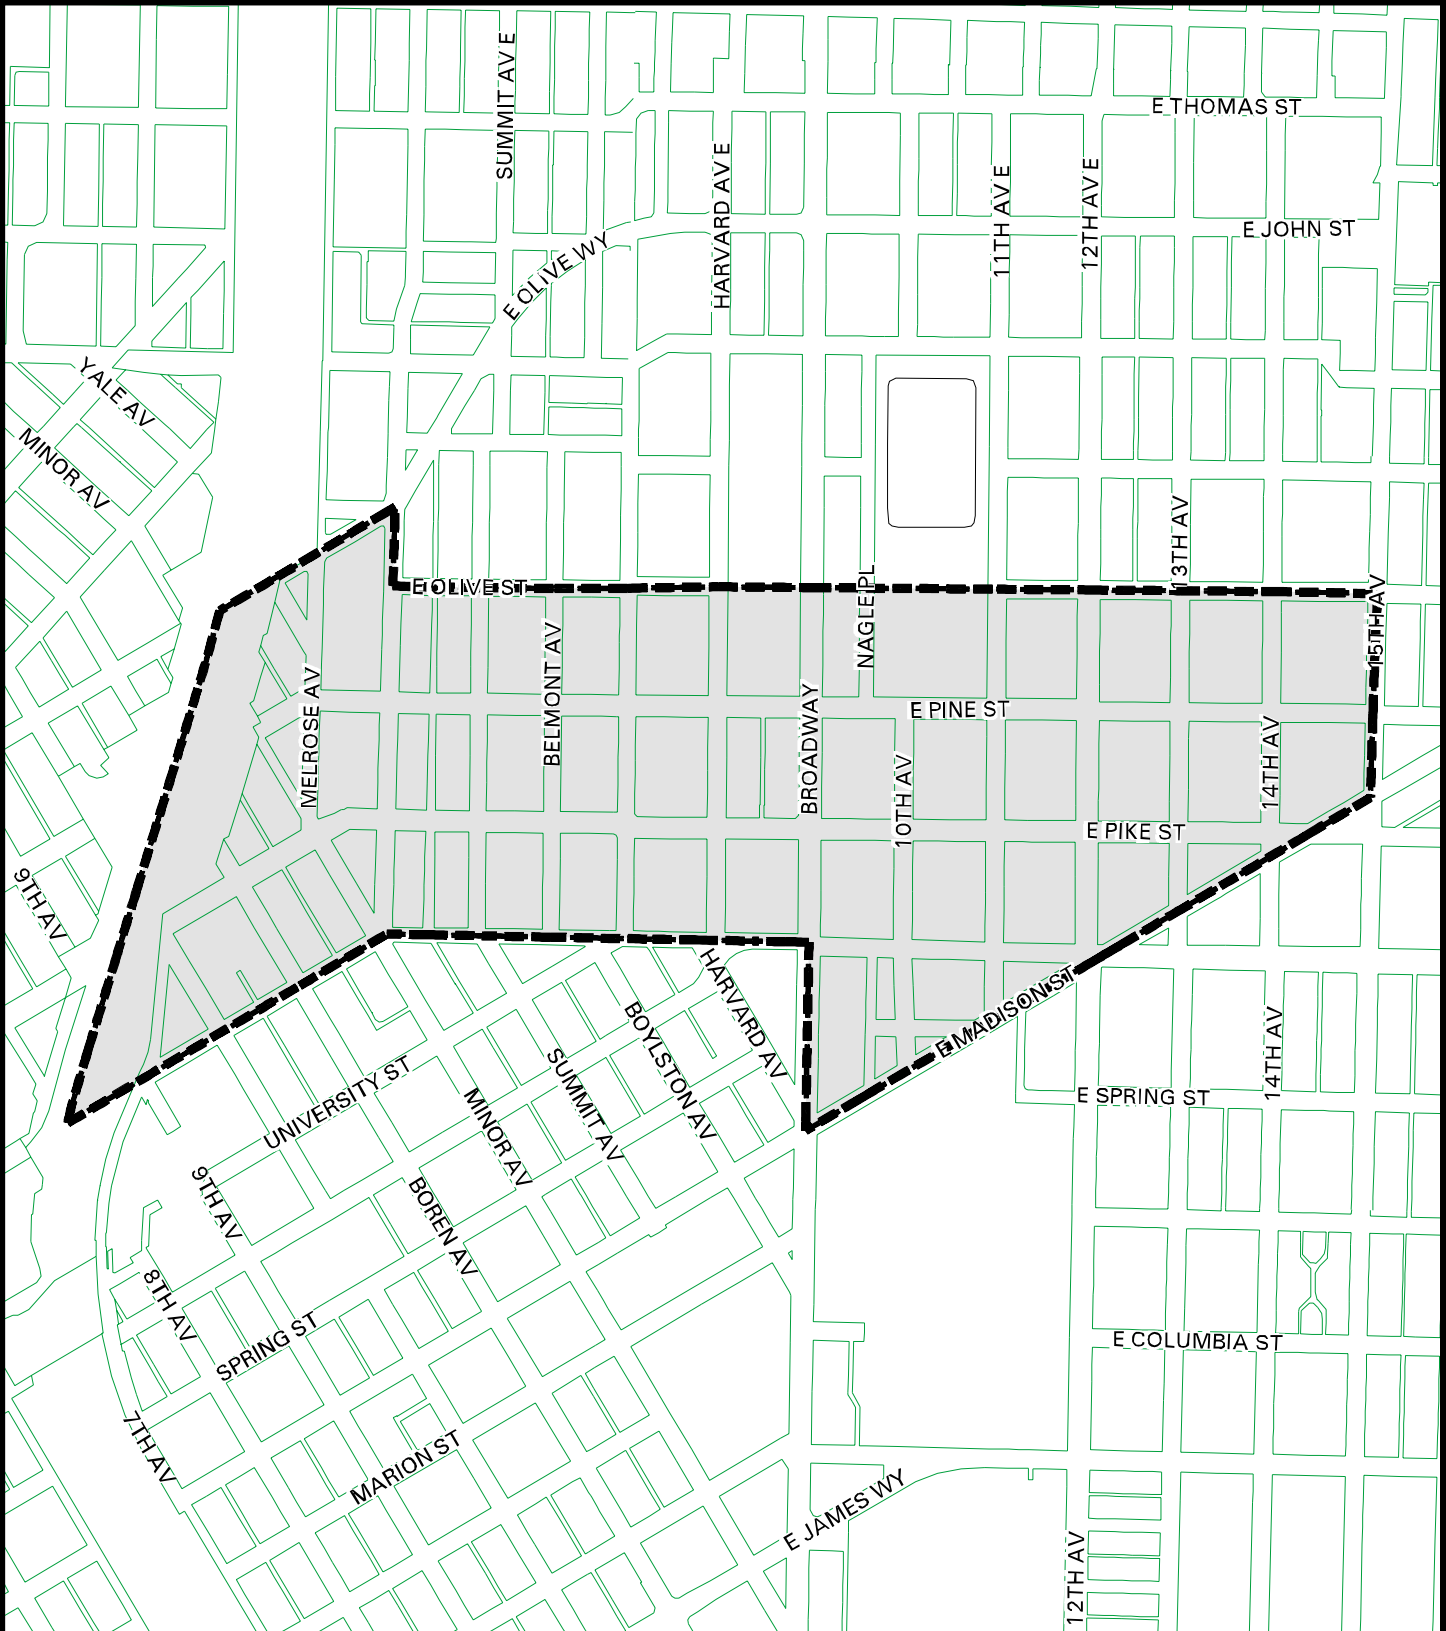 SUMMIT AV E
E THOMAS ST
HARVARD AV E
11TH AV E
12TH AV E
E JOHN ST
E OLIVE WY
YALE AV
MINOR AV
13TH AV
E OLIVE ST
NAGLE PL
15TH AV
BELMONT AV
MELROSE AV
BROADWAY
E PINE ST
14TH AV
10TH AV
E PIKE ST
9TH AV
HARVARD AV
E MADISON ST
BOYLSTON AV
14TH AV
SUMMIT AV
UNIVERSITY ST
MINOR AV
E SPRING ST
9TH AV
BOREN AV
8TH AV
SPRING ST
E COLUMBIA ST
7TH AV
MARION ST
E JAMES WY
12TH AV